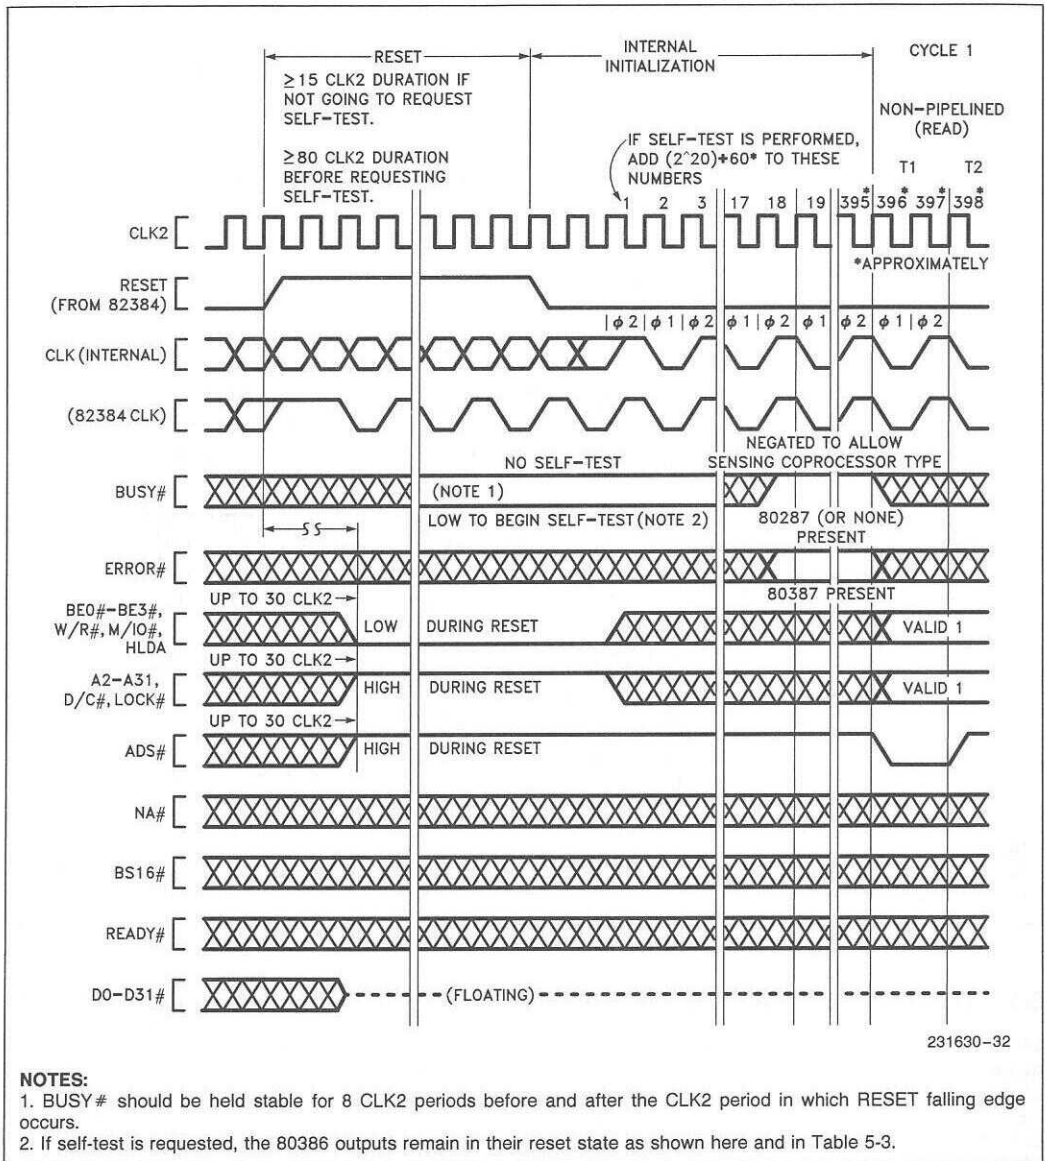 RESET
INTERNAL
INITIALIZATION
CYCLE 1
≥15 CLK2 DURATION IF
NOT GOING TO REQUEST
SELF-TEST.
≥80 CLK2 DURATION
BEFORE REQUESTING
SELF-TEST.
IF SELF-TEST IS PERFORMED,
ADD (2^20)+60* TO THESE
NUMBERS
NON-PIPELINED
(READ)
T1 T2
1 2 3 17 18 19 395* 396* 397* 398*
CLK2
*APPROXIMATELY
RESET
(FROM 82384)
ϕ2 | ϕ1 | ϕ2 ϕ1 | ϕ2 ϕ1 ϕ2 | ϕ1 | ϕ2
CLK (INTERNAL)
(82384 CLK)
NO SELF-TEST
NEGATED TO ALLOW
SENSING COPROCESSOR TYPE
BUSY#
(NOTE 1)
LOW TO BEGIN SELF-TEST (NOTE 2)
80287 (OR NONE)
PRESENT
ERROR#
80387 PRESENT
UP TO 30 CLK2
BE0#-BE3#,
W/R#, M/IO#,
HLDA
LOW DURING RESET
VALID 1
UP TO 30 CLK2
A2-A31,
D/C#, LOCK#
HIGH DURING RESET
VALID 1
UP TO 30 CLK2
ADS#
HIGH DURING RESET
NA#
BS16#
READY#
D0-D31#
(FLOATING)
231630-32
NOTES:
1. BUSY# should be held stable for 8 CLK2 periods before and after the CLK2 period in which RESET falling edge
occurs.
2. If self-test is requested, the 80386 outputs remain in their reset state as shown here and in Table 5-3.